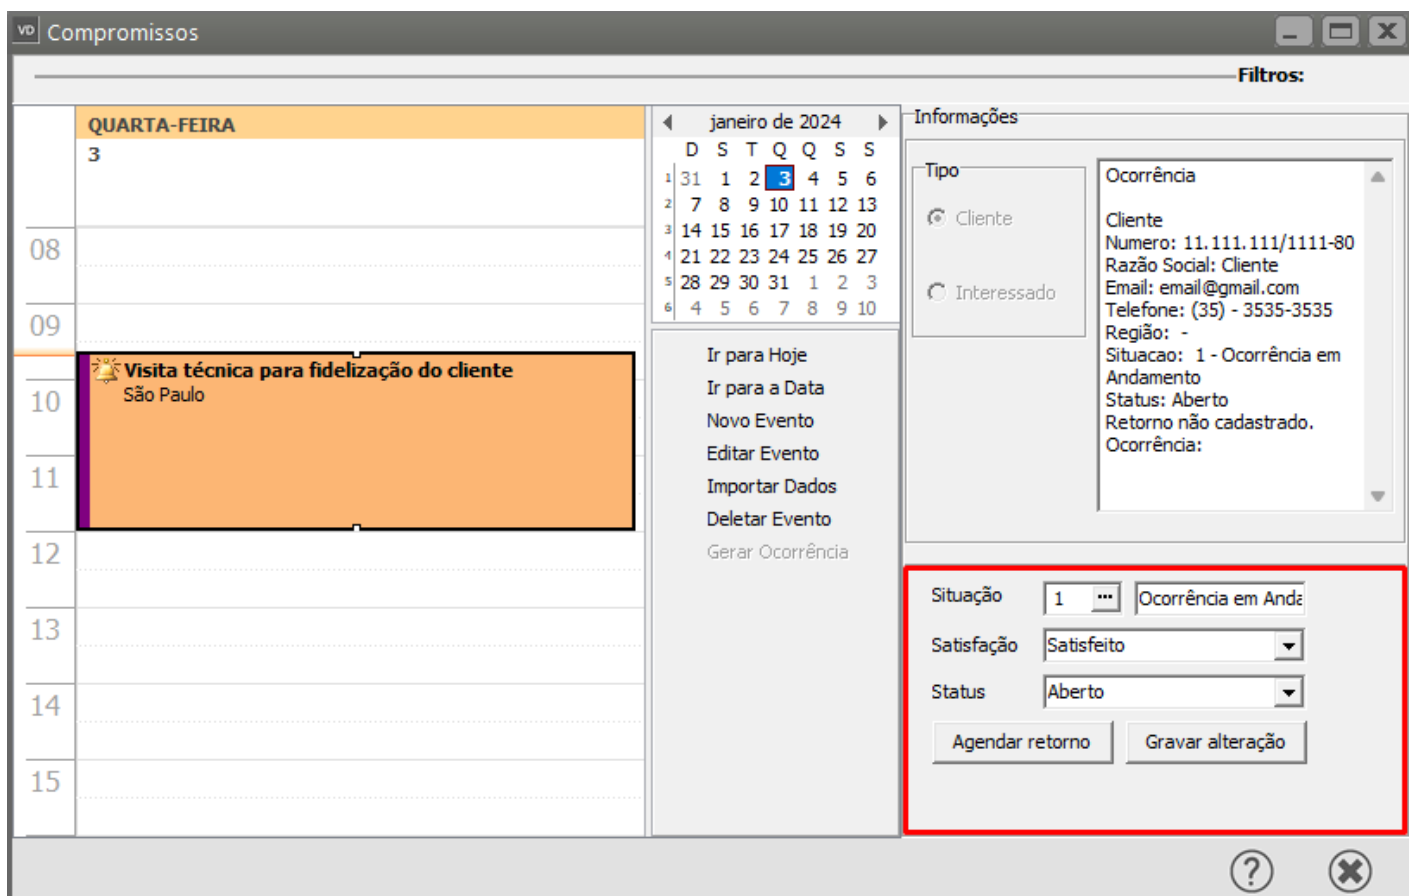 VD Compromissos
Filtros:
QUARTA-FEIRA
3
08
09
10
11
12
13
14
15
Visita técnica para fidelização do cliente
São Paulo
janeiro de 2024
D S T Q Q S S
1 31 1 2 3 4 5 6
2 7 8 9 10 11 12 13
3 14 15 16 17 18 19 20
4 21 22 23 24 25 26 27
5 28 29 30 31 1 2 3
6 4 5 6 7 8 9 10
Ir para Hoje
Ir para a Data
Novo Evento
Editar Evento
Importar Dados
Deletar Evento
Gerar Ocorrência
Informações
Tipo
Cliente
Interessado
Ocorrência
Cliente
Numero: 11.111.111/1111-80
Razão Social: Cliente
Email: email@gmail.com
Telefone: (35) - 3535-3535
Região: -
Situacao: 1 - Ocorrência em
Andamento
Status: Aberto
Retorno não cadastrado.
Ocorrência:
Situação 1 ... Ocorrência em Anda
Satisfação Satisfeito
Status Aberto
Agendar retorno Gravar alteração
?